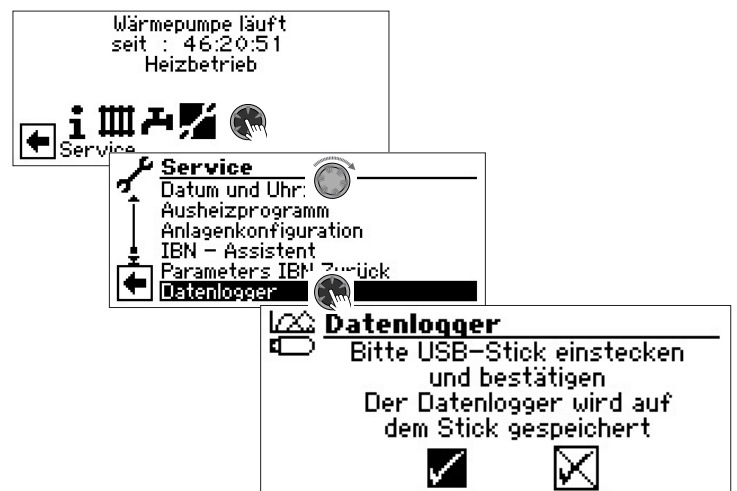 Wärmepumpe läuft
seit : 46:20:51
Heizbetrieb
Service
Service
Datum und Uhr
Ausheizprogramm
Anlagenkonfiguration
IBN – Assistent
Parameters IBN Zurück
Datenlogger
Datenlogger
Bitte USB-Stick einstecken
und bestätigen
Der Datenlogger wird auf
dem Stick gespeichert